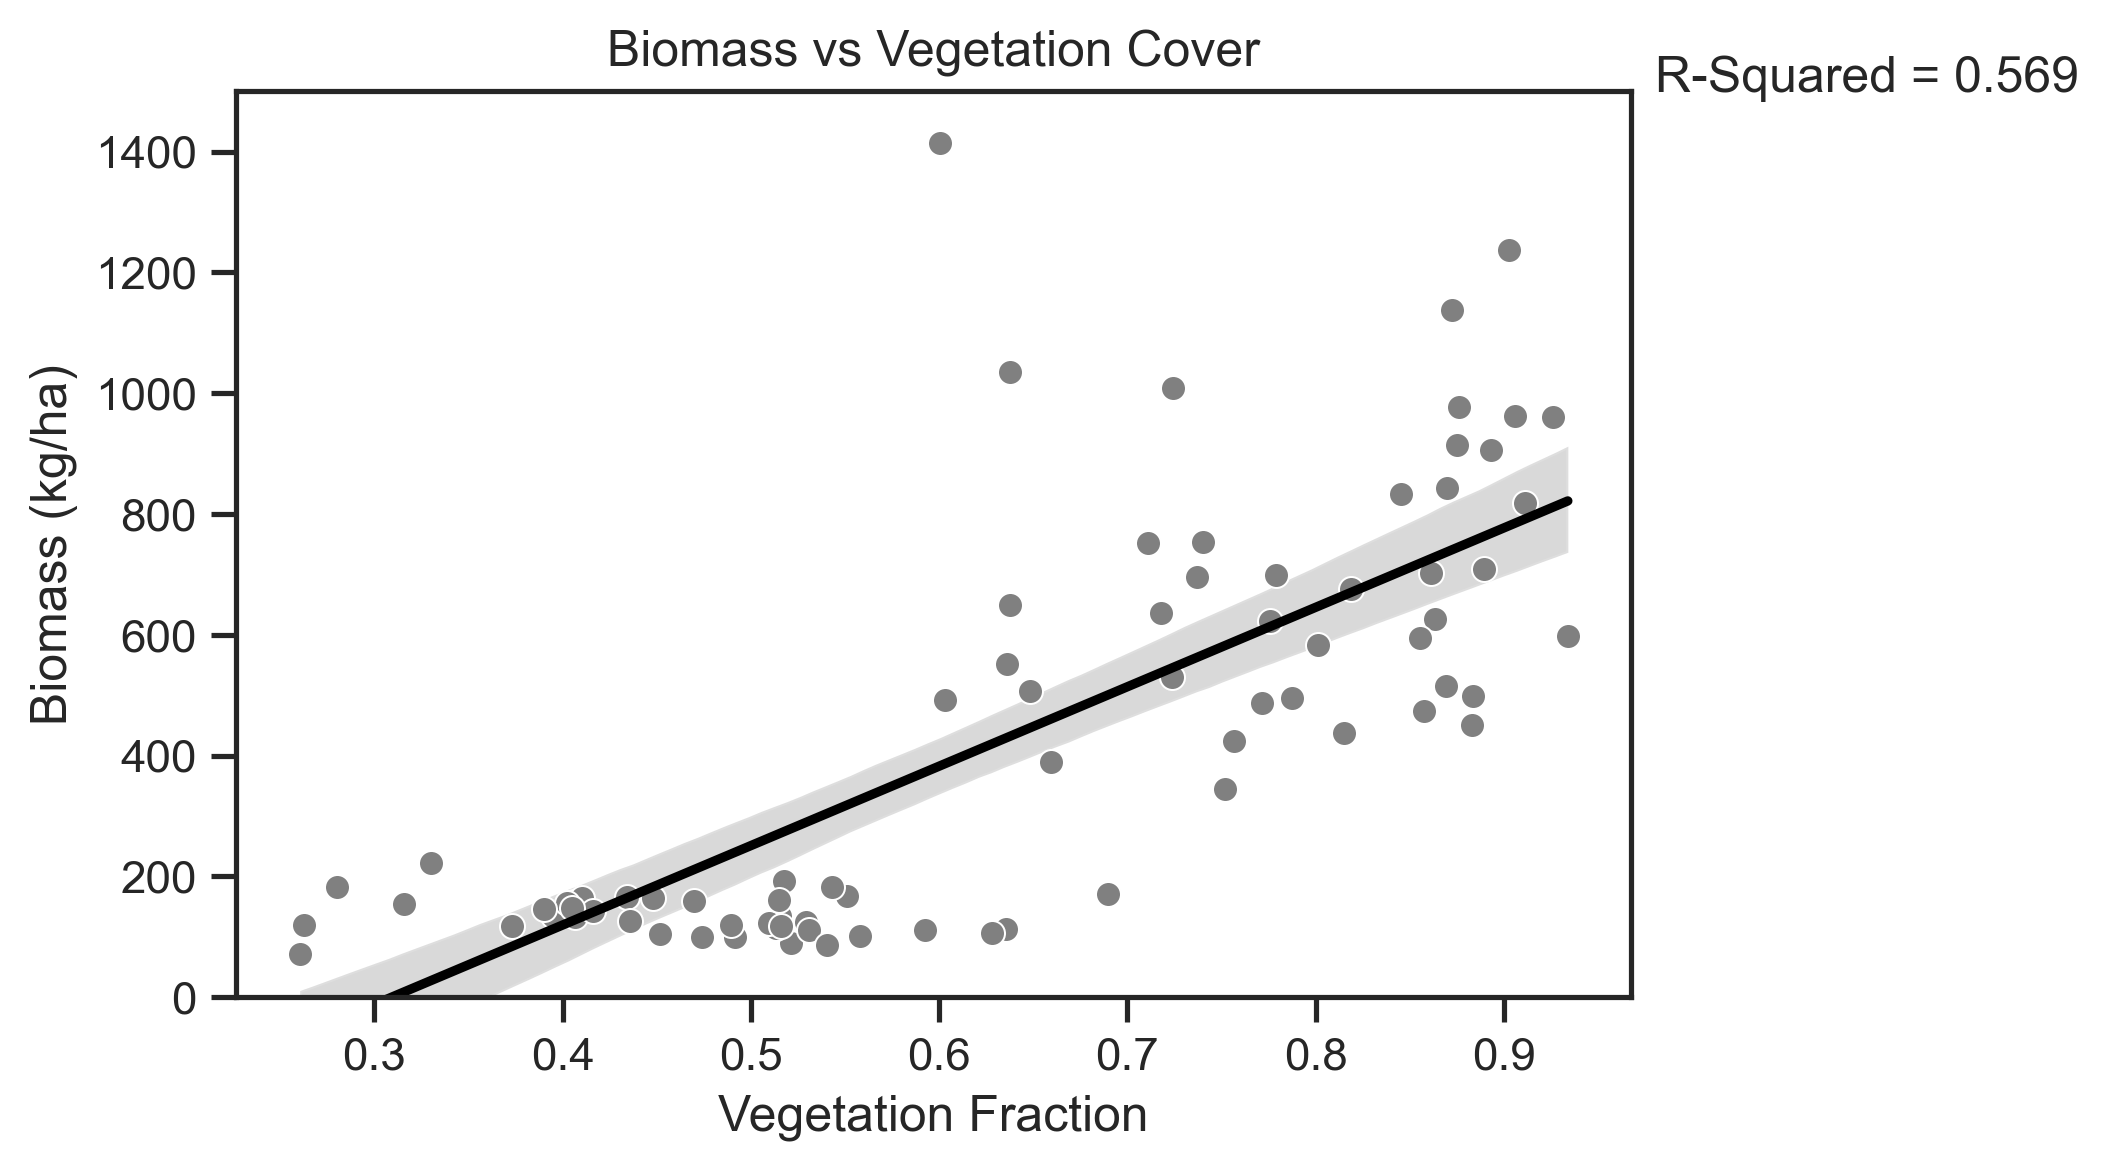 Biomass vs Vegetation Cover
R-Squared = 0.569
Biomass (kg/ha)
1400
1200
1000
800
600
400
200
0
0.3 0.4 0.5 0.6 0.7 0.8 0.9
Vegetation Fraction